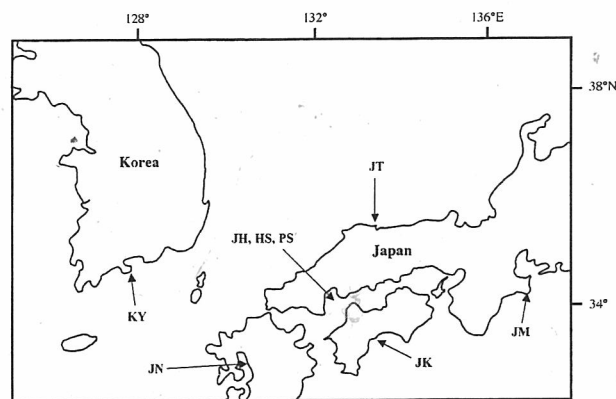 128°
132°
136°
38°N
Korea
JT
JH, HS, PS
Japan
34°
KY
JM
JN
JK